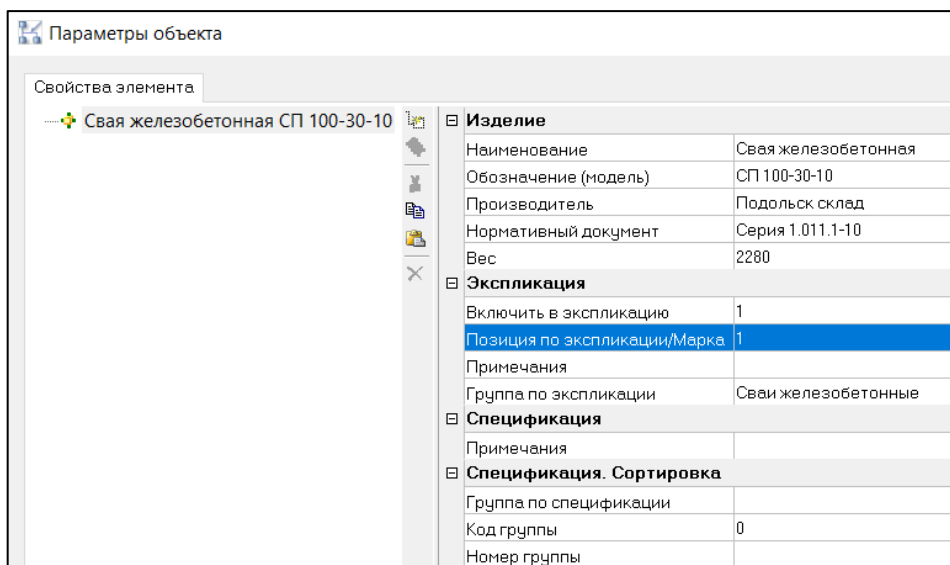 Параметры объекта
Свойства элемента
Свая железобетонная СП 100-30-10
Изделие
Наименование Свая железобетонная
Обозначение (модель) СП 100-30-10
Производитель Подольск склад
Нормативный документ Серия 1.011.1-10
Вес 2280
Экспликация
Включить в экспликацию 1
Позиция по экспликации/Марка 1
Примечания
Группа по экспликации Сваи железобетонные
Спецификация
Примечания
Спецификация. Сортировка
Группа по спецификации
Код группы 0
Номер группы